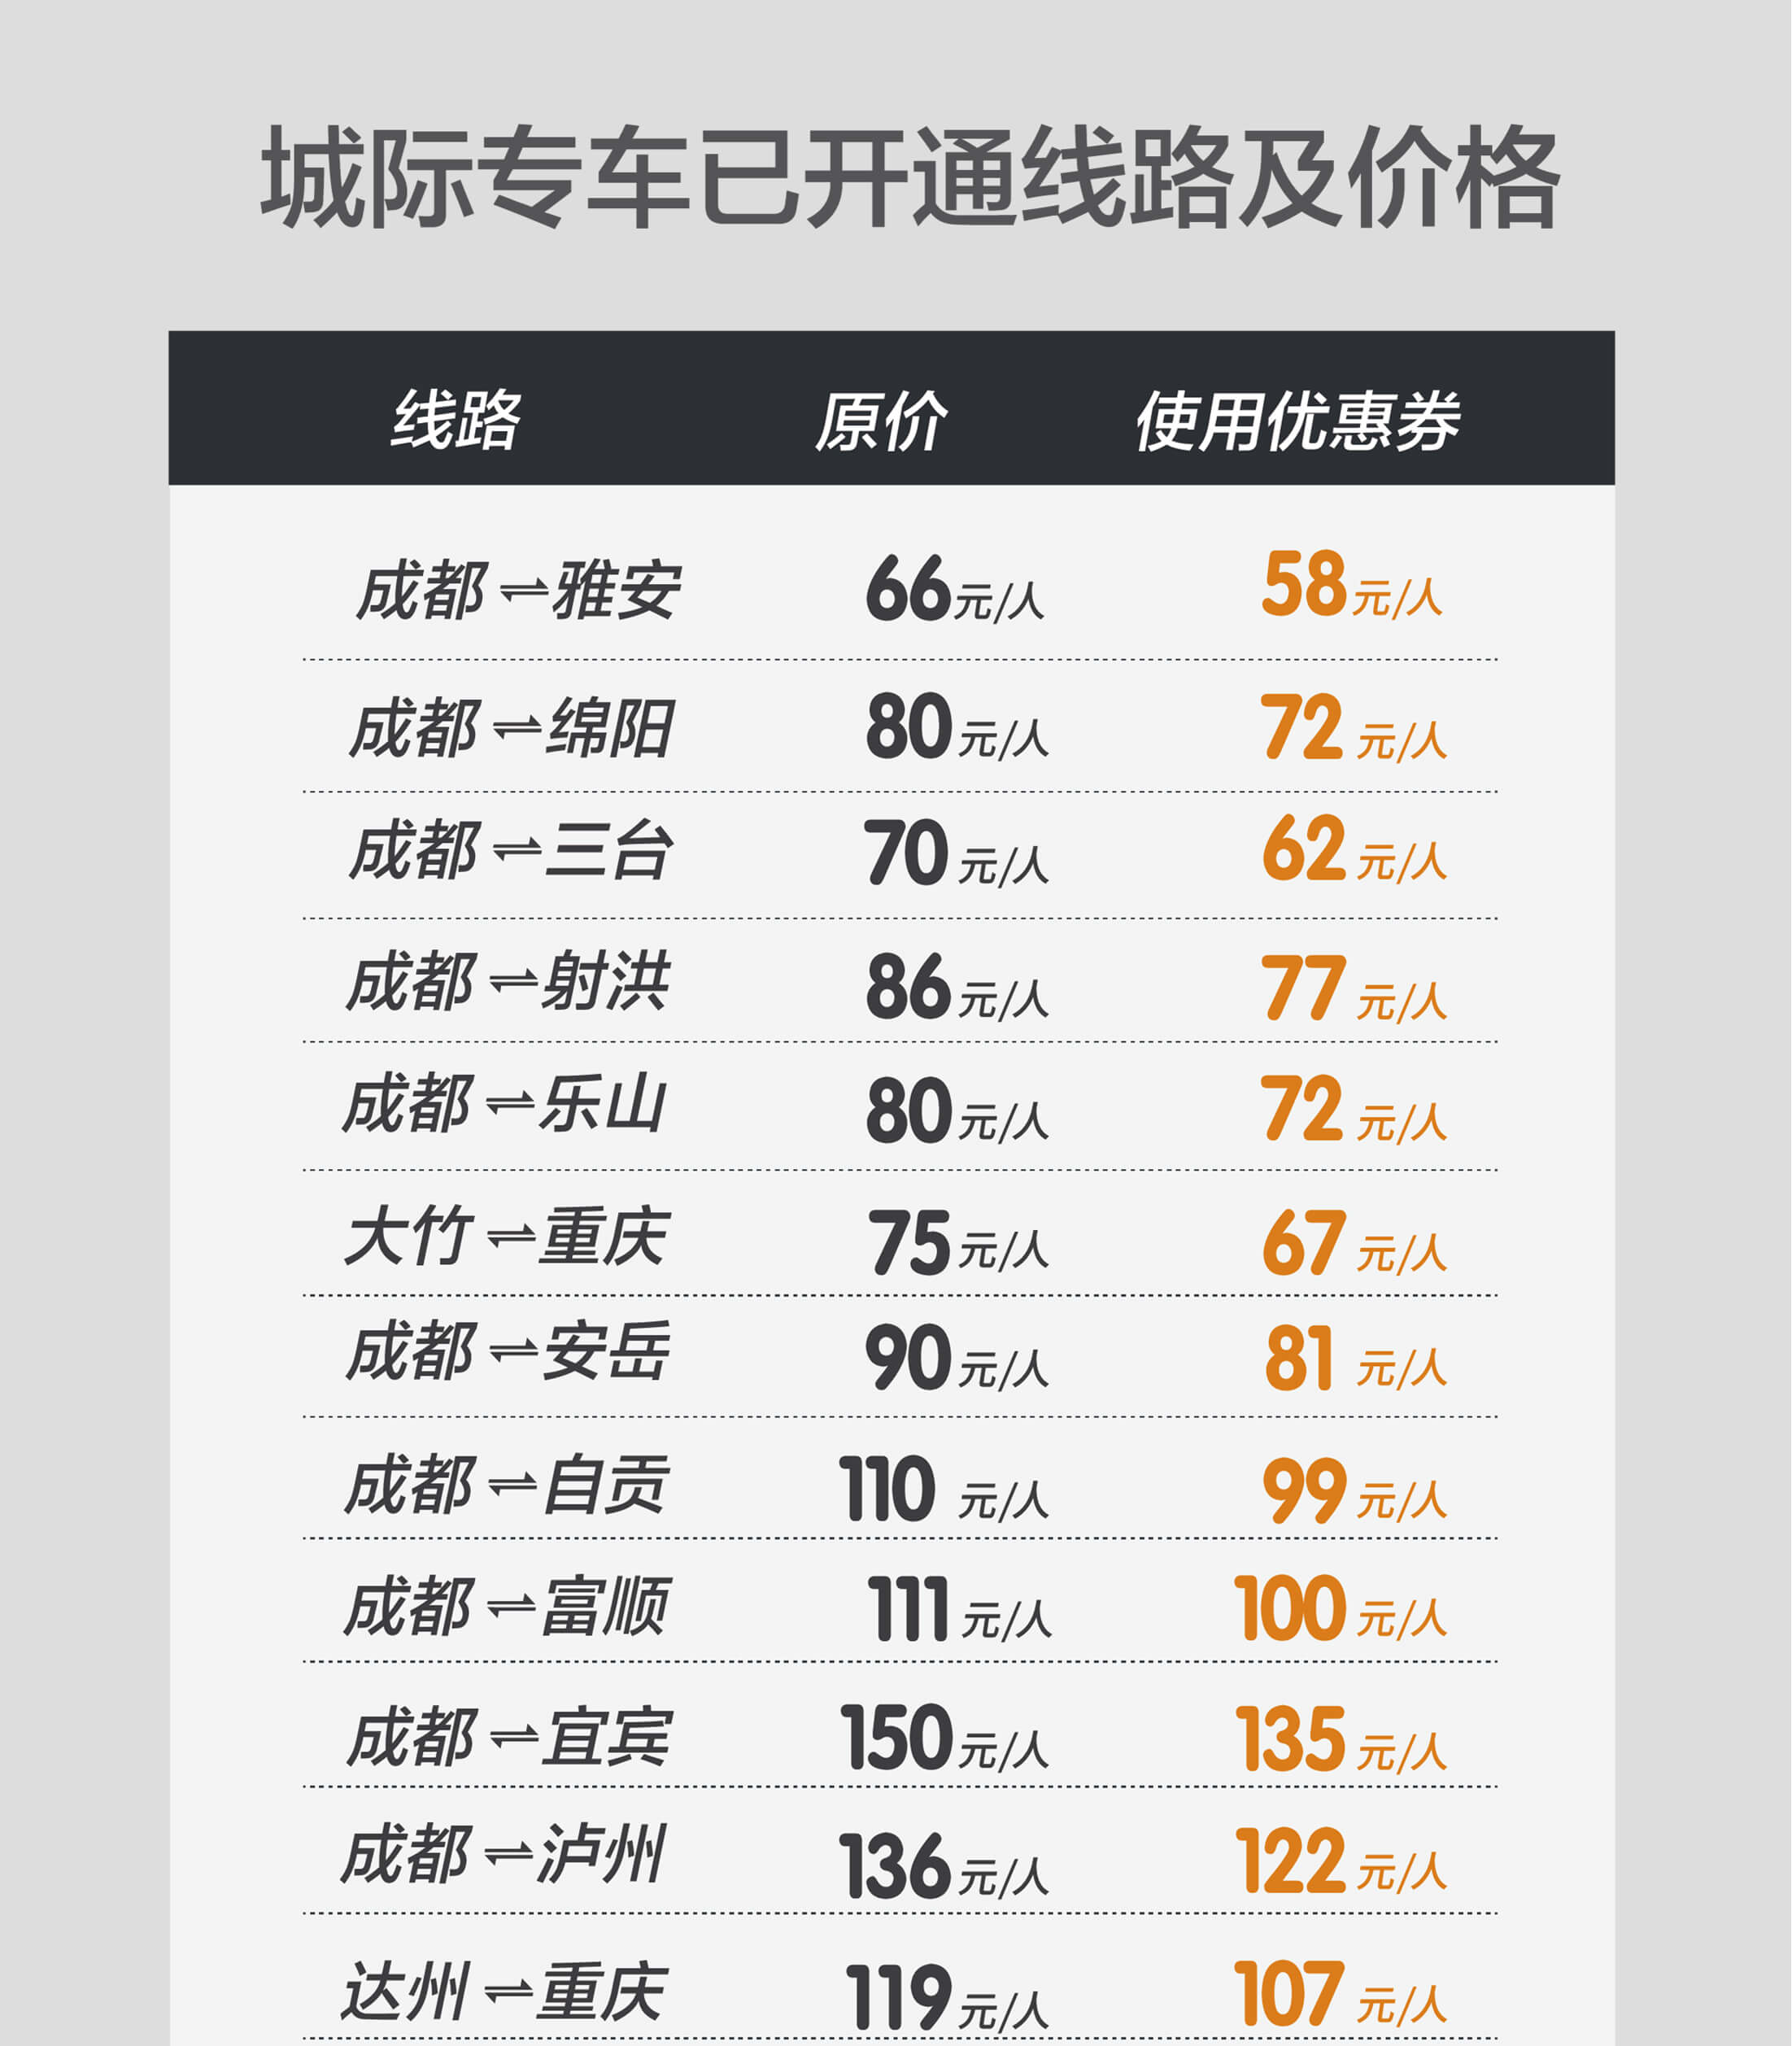 城际专车已开通线路及价格
线路 原价 使用优惠券
成都⇌雅安 66元/人 58元/人
成都⇌绵阳 80元/人 72元/人
成都⇌三台 70元/人 62元/人
成都⇌射洪 86元/人 77元/人
成都⇌乐山 80元/人 72元/人
大竹⇌重庆 75元/人 67元/人
成都⇌安岳 90元/人 81元/人
成都⇌自贡 110元/人 99元/人
成都⇌富顺 111元/人 100元/人
成都⇌宜宾 150元/人 135元/人
成都⇌泸州 136元/人 122元/人
达州⇌重庆 119元/人 107元/人